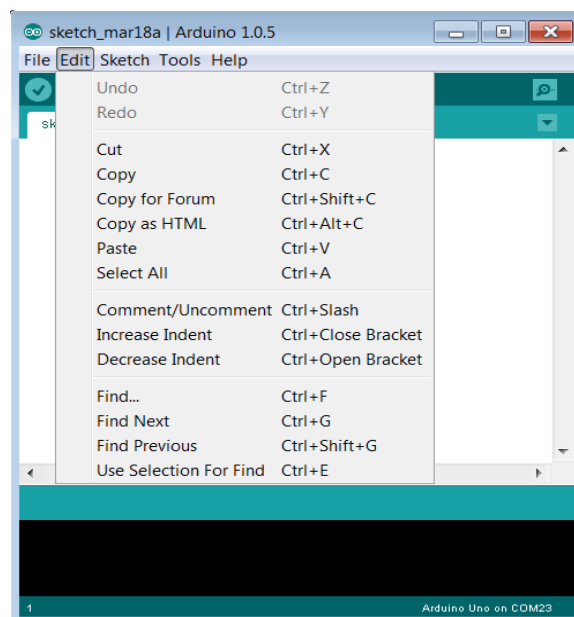 sketch_mar18a | Arduino 1.0.5
File Edit Sketch Tools Help
Undo Ctrl+Z
Redo Ctrl+Y
sk
Cut Ctrl+X
Copy Ctrl+C
Copy for Forum Ctrl+Shift+C
Copy as HTML Ctrl+Alt+C
Paste Ctrl+V
Select All Ctrl+A
Comment/Uncomment Ctrl+Slash
Increase Indent Ctrl+Close Bracket
Decrease Indent Ctrl+Open Bracket
Find... Ctrl+F
Find Next Ctrl+G
Find Previous Ctrl+Shift+G
Use Selection For Find Ctrl+E
1 Arduino Uno on COM23